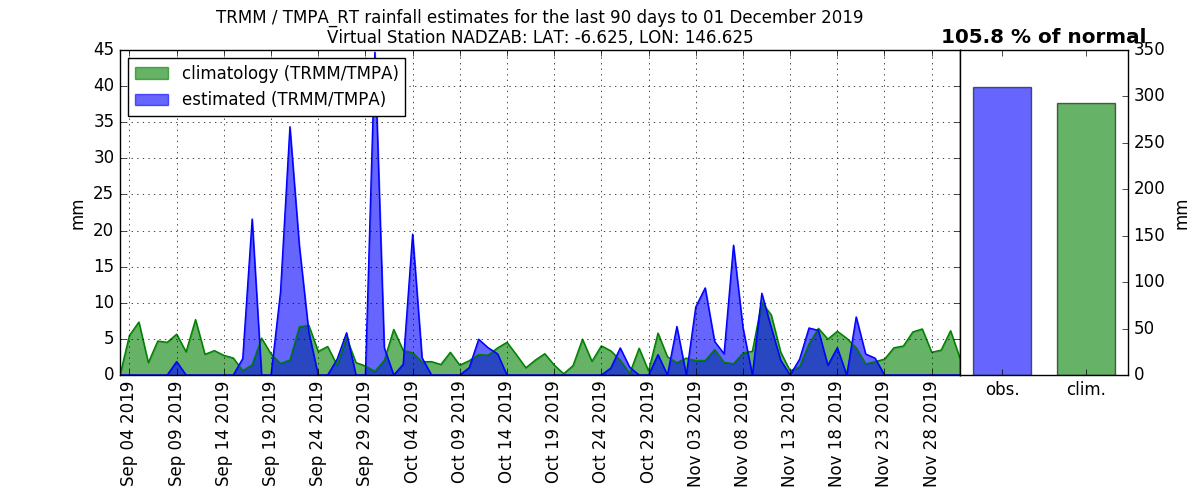 TRMM / TMPA_RT rainfall estimates for the last 90 days to 01 December 2019
Virtual Station NADZAB: LAT: -6.625, LON: 146.625
105.8 % of normal
climatology (TRMM/TMPA)
estimated (TRMM/TMPA)
mm
45
40
35
30
25
20
15
10
5
0
Sep 04 2019
Sep 09 2019
Sep 14 2019
Sep 19 2019
Sep 24 2019
Sep 29 2019
Oct 04 2019
Oct 09 2019
Oct 14 2019
Oct 19 2019
Oct 24 2019
Oct 29 2019
Nov 03 2019
Nov 08 2019
Nov 13 2019
Nov 18 2019
Nov 23 2019
Nov 28 2019
obs.
clim.
350
300
250
200
150
100
50
0
mm